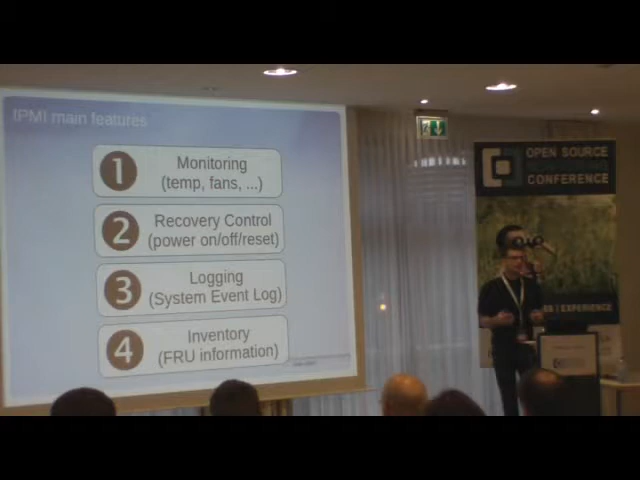 IPMI main features
1
Monitoring
(temp, fans, ...)
2
Recovery Control
(power on/off/reset)
3
Logging
(System Event Log)
4
Inventory
(FRU information)
OPEN SOURCE
CONFERENCE
| EXPERIENCE